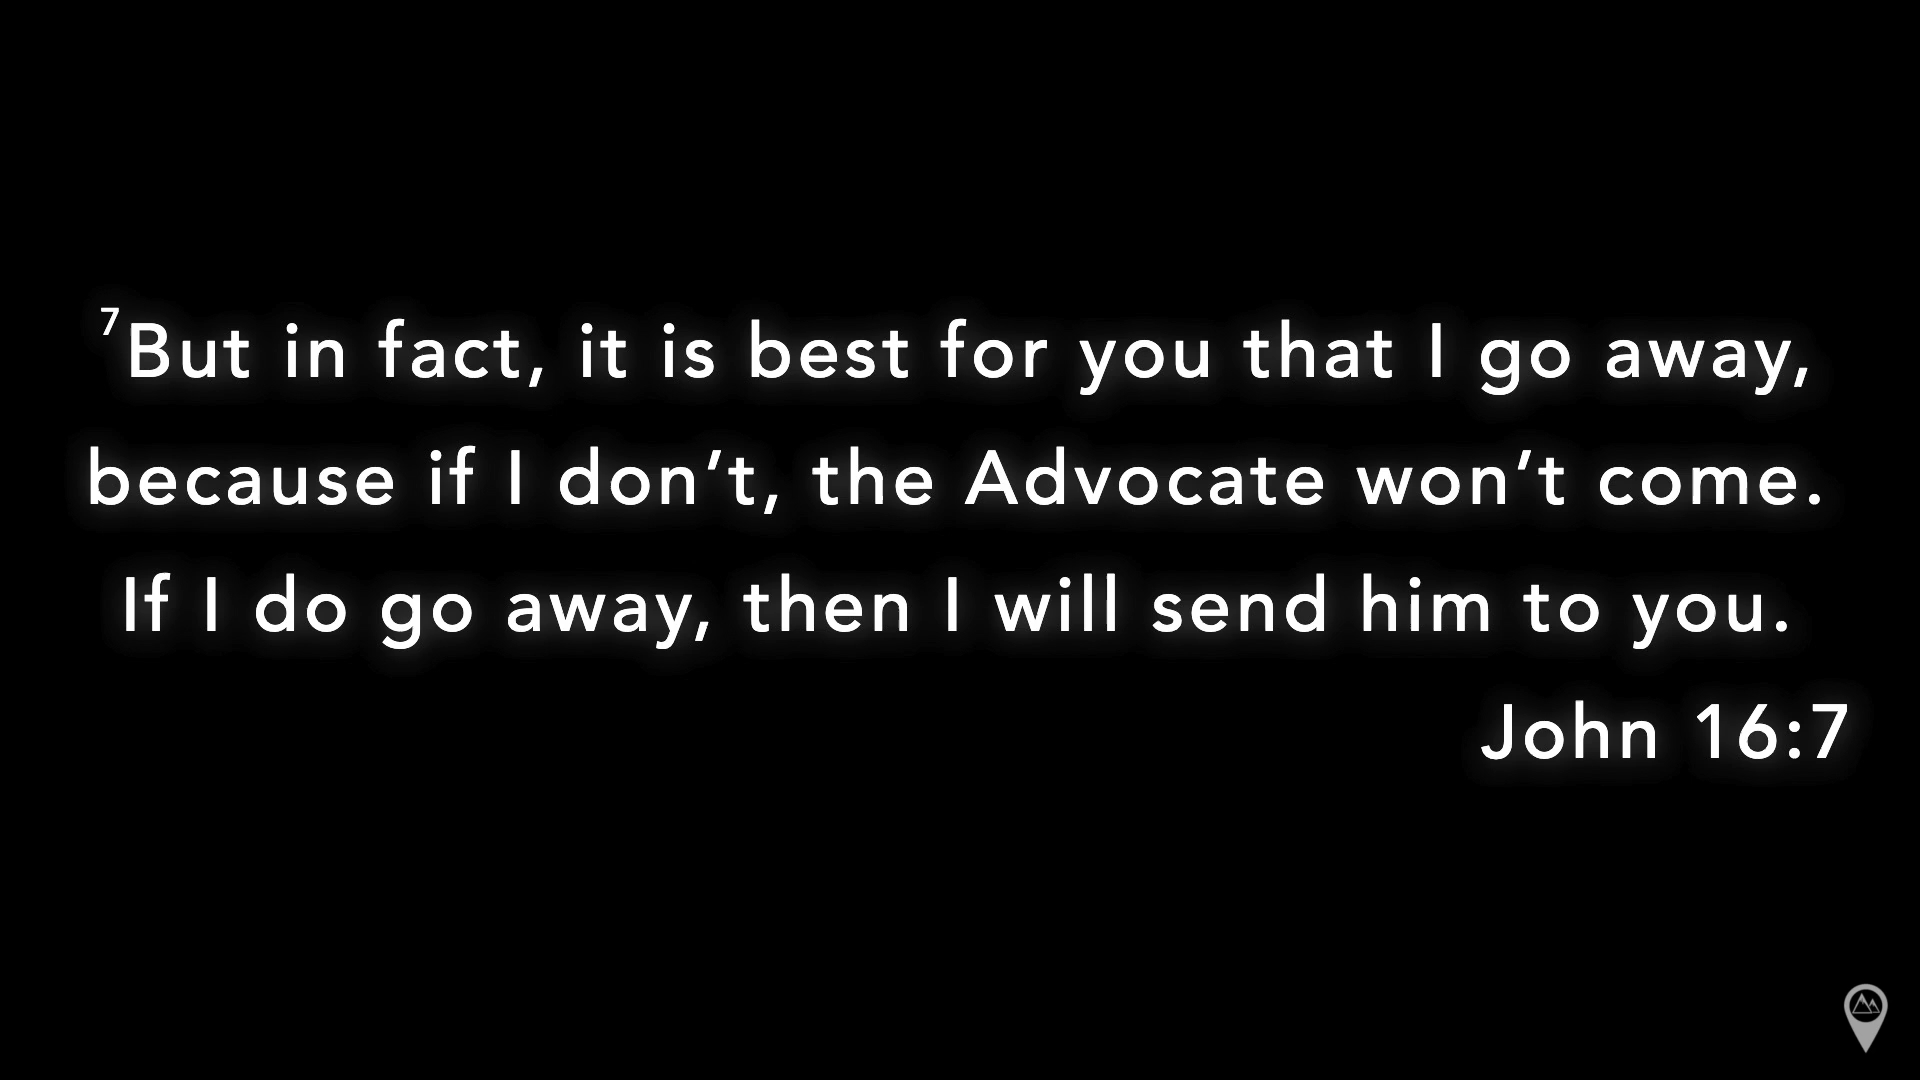 ⁷But in fact, it is best for you that I go away,
because if I don’t, the Advocate won’t come.
If I do go away, then I will send him to you.
John 16:7